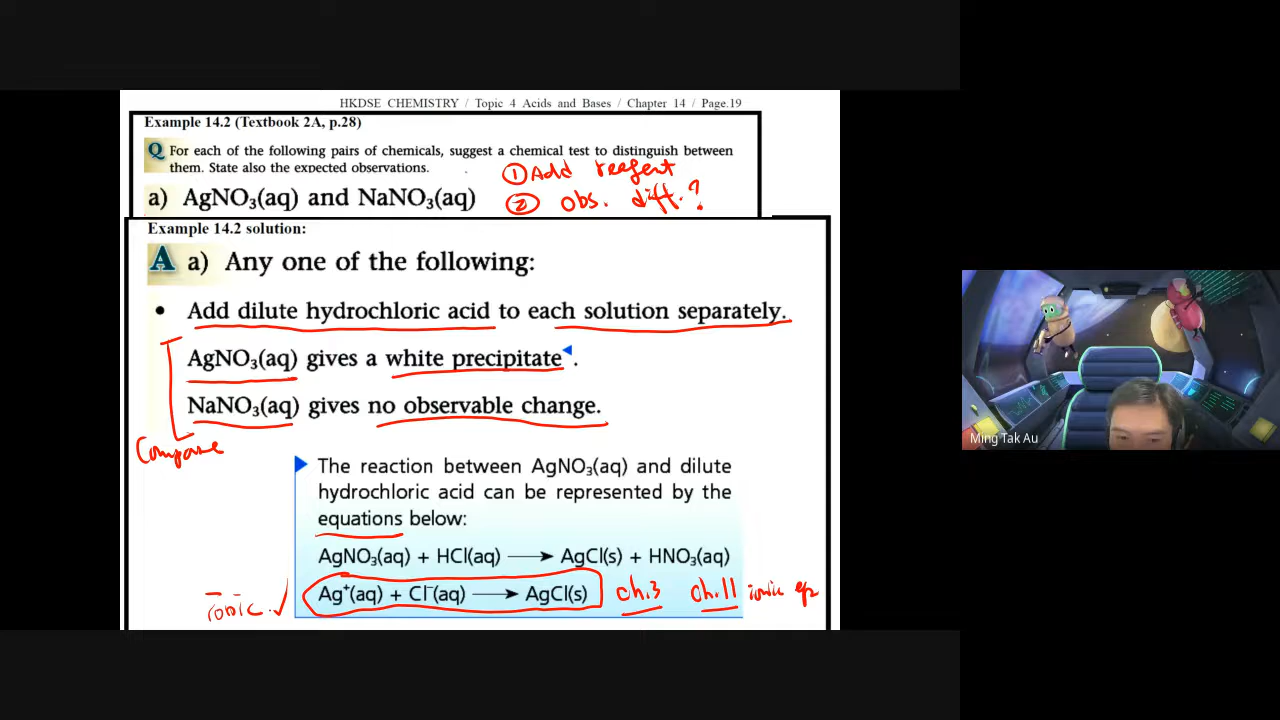 HKDSE CHEMISTRY / Topic 4 Acids and Bases / Chapter 14 / Page.19
Example 14.2 (Textbook 2A, p.28)
Q For each of the following pairs of chemicals, suggest a chemical test to distinguish between
them. State also the expected observations.
① Add reagent
a) AgNO₃(aq) and NaNO₃(aq)
② Obs. diff.?
Example 14.2 solution:
A a) Any one of the following:
• Add dilute hydrochloric acid to each solution separately.
AgNO₃(aq) gives a white precipitate.
NaNO₃(aq) gives no observable change.
Compare
The reaction between AgNO₃(aq) and dilute
hydrochloric acid can be represented by the
equations below:
AgNO₃(aq) + HCl(aq) ⟶ AgCl(s) + HNO₃(aq)
Ionic. ✓ Ag⁺(aq) + Cl⁻(aq) ⟶ AgCl(s) ch.3 ch.11 ionic eq
Ming Tak Au